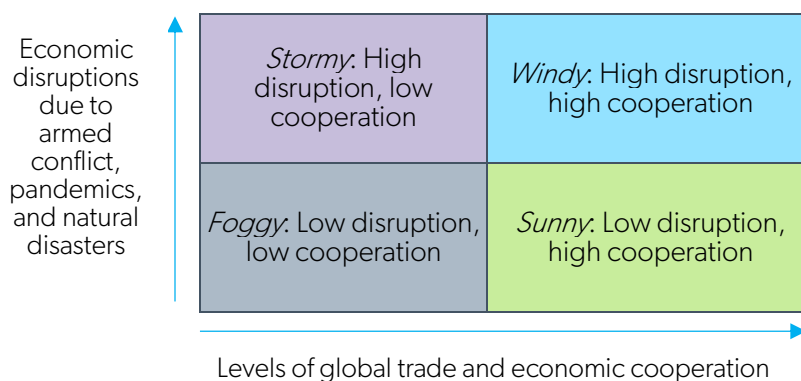 Economic
disruptions
due to
armed
conflict,
pandemics,
and natural
disasters
Stormy: High
disruption, low
cooperation
Windy: High disruption,
high cooperation
Foggy: Low disruption,
low cooperation
Sunny: Low disruption,
high cooperation
Levels of global trade and economic cooperation